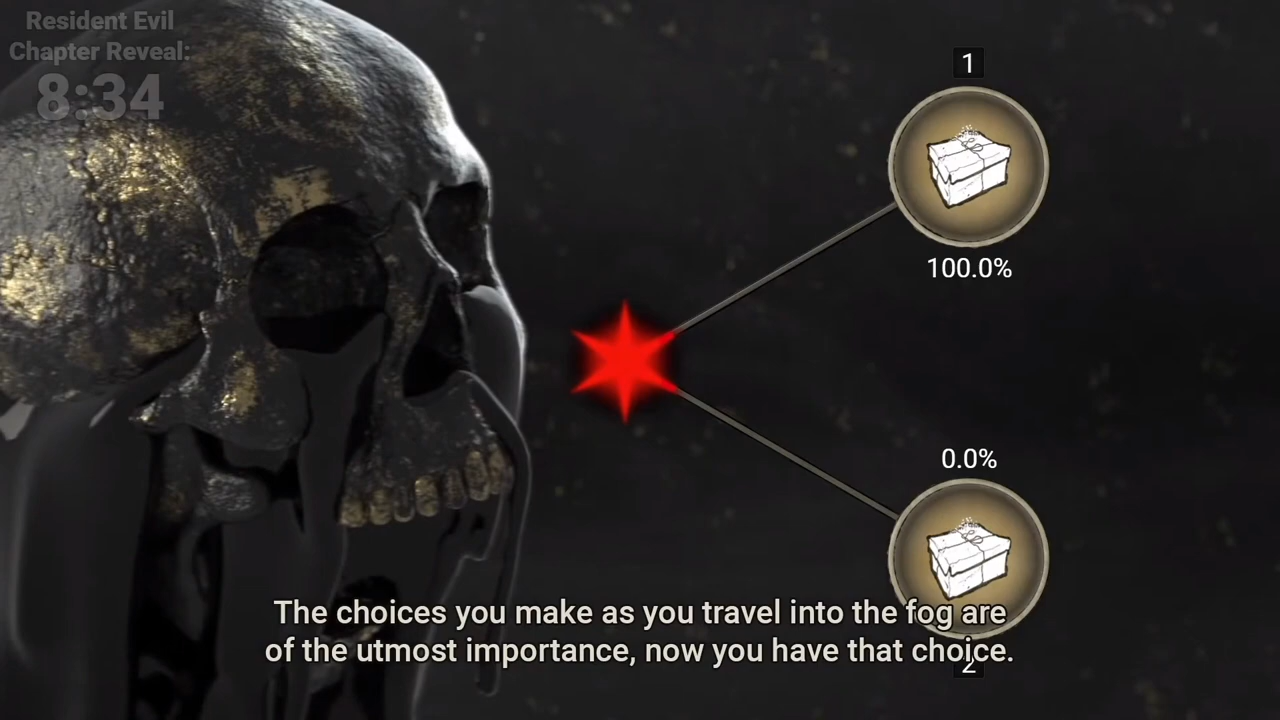 Resident Evil
Chapter Reveal:
8:34
1
100.0%
0.0%
The choices you make as you travel into the fog are
of the utmost importance, now you have that choice.
2